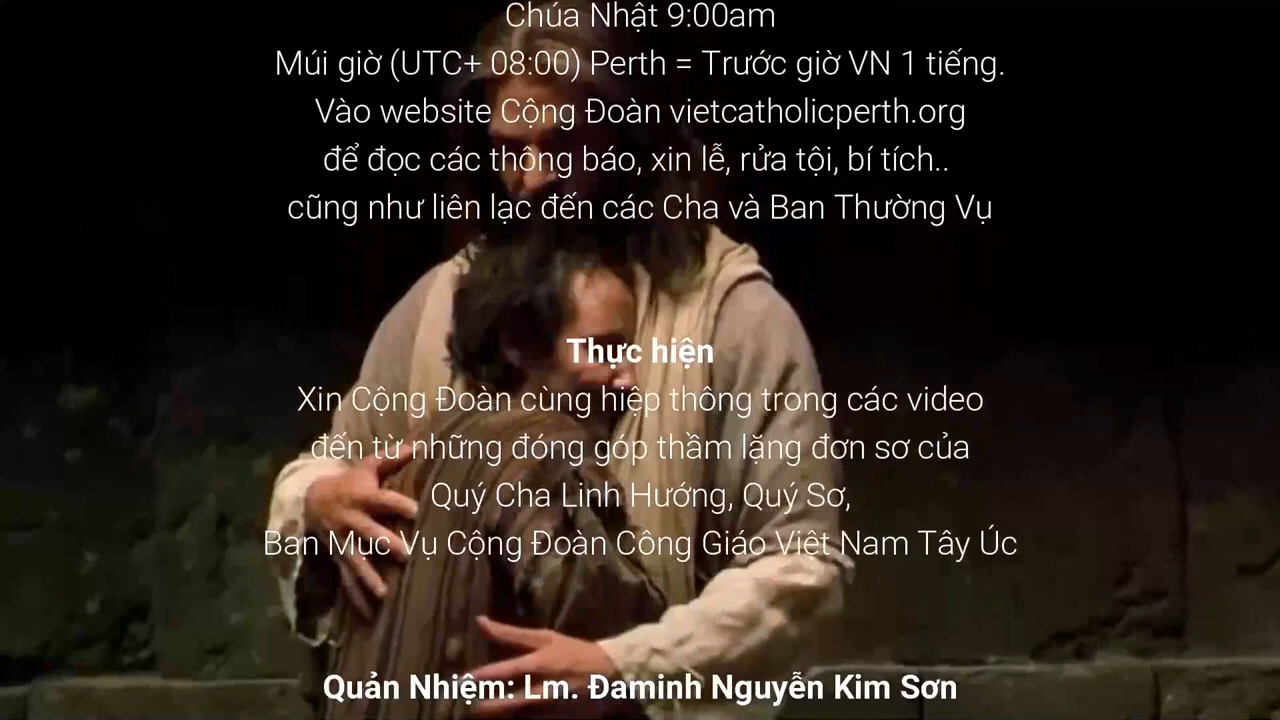 Chúa Nhật 9:00am
Múi giờ (UTC+ 08:00) Perth = Trước giờ VN 1 tiếng.
Vào website Cộng Đoàn vietcatholicperth.org
để đọc các thông báo, xin lễ, rửa tội, bí tích..
cũng như liên lạc đến các Cha và Ban Thường Vụ
Thực hiện
Xin Cộng Đoàn cùng hiệp thông trong các video
đến từ những đóng góp thầm lặng đơn sơ của
Quý Cha Linh Hướng, Quý Sơ,
Ban Mục Vụ Cộng Đoàn Công Giáo Việt Nam Tây Úc
Quản Nhiệm: Lm. Đaminh Nguyễn Kim Sơn